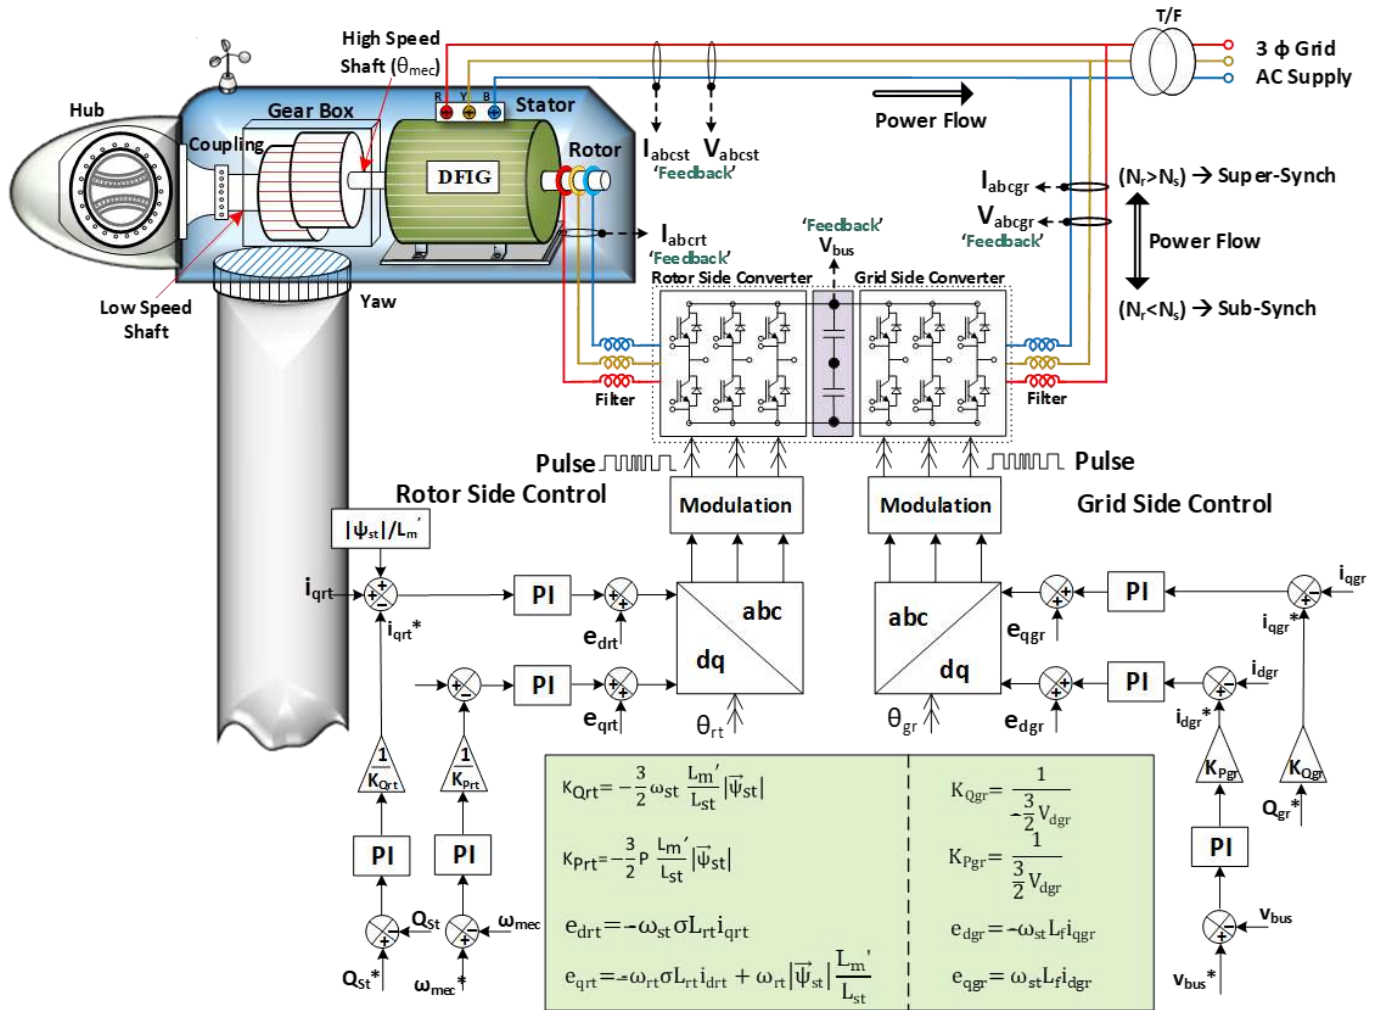 T/F
High Speed
Shaft (θmec)
3 ϕ Grid
AC Supply
Hub
Gear Box
R Y B
Stator
Power Flow
Coupling
Rotor
DFIG
Iabcst
Vabcst
'Feedback'
Iabcgr
(Nr>Ns) → Super-Synch
Vabcgr
'Feedback'
Power Flow
Iabcrt
'Feedback'
'Feedback'
Vbus
Rotor Side Converter
Grid Side Converter
Low Speed
Shaft
Yaw
(Nr<Ns) → Sub-Synch
Filter
Filter
Pulse
Pulse
Rotor Side Control
Grid Side Control
Modulation
Modulation
|ψst|/Lm'
iqrt
+
+
−
PI
+
+
abc
abc
+
+
PI
+
−
iqgr
iqrt*
edrt
eqgr
iqgr*
dq
dq
+
−
PI
+
+
+
+
PI
+
−
idgr
eqrt
θrt
θgr
edgr
idgr*
1/KQrt
1/KPrt
KPgr
KQgr
Qgr*
KQrt= −3/2 ωst Lm'/Lst |ψ⃗st|
KQgr= 1/−3/2 Vdgr
PI
PI
PI
KPrt= −3/2 P Lm'/Lst |ψ⃗st|
KPgr= 1/3/2 Vdgr
QSt
ωmec
vbus
+
−
+
−
+
−
edrt=−ωst σLrt iqrt
edgr=−ωst Lf iqgr
QSt*
ωmec*
vbus*
eqrt=−ωrt σLrt idrt + ωrt |ψ⃗st| Lm'/Lst
eqgr= ωst Lf idgr